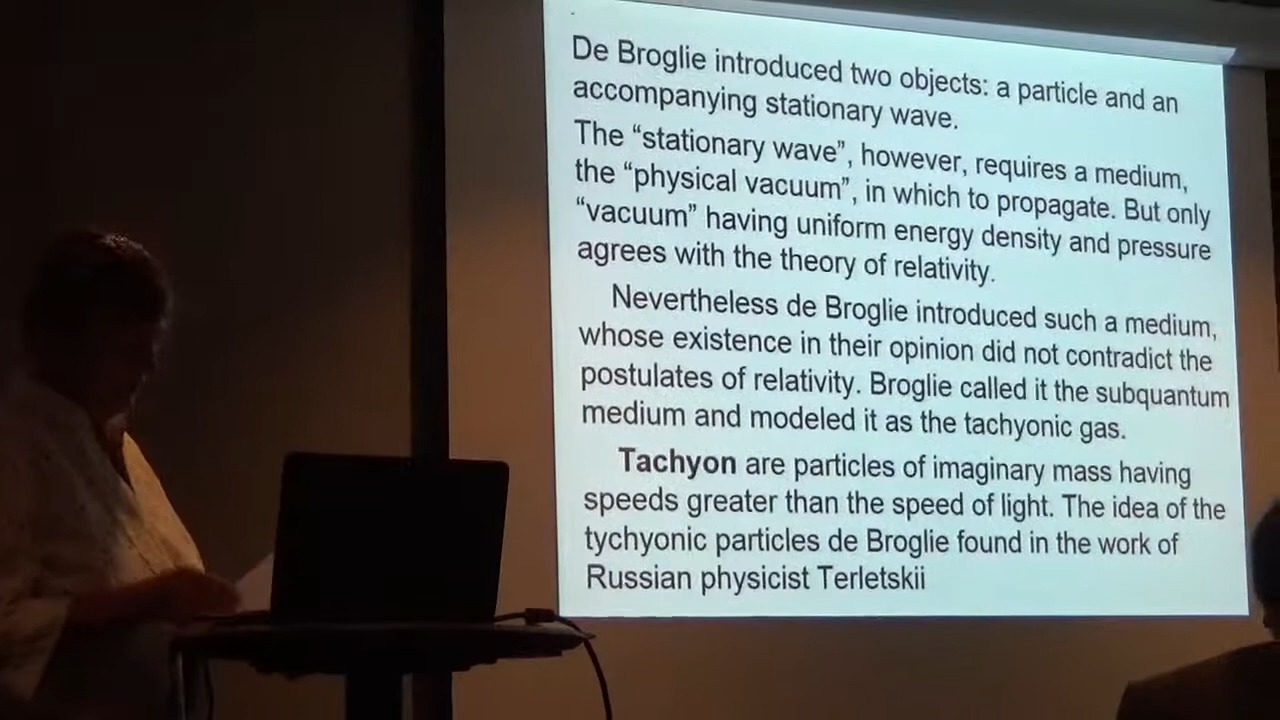 De Broglie introduced two objects: a particle and an
accompanying stationary wave.
The “stationary wave”, however, requires a medium,
the “physical vacuum”, in which to propagate. But only
“vacuum” having uniform energy density and pressure
agrees with the theory of relativity.
Nevertheless de Broglie introduced such a medium,
whose existence in their opinion did not contradict the
postulates of relativity. Broglie called it the subquantum
medium and modeled it as the tachyonic gas.
Tachyon are particles of imaginary mass having
speeds greater than the speed of light. The idea of the
tychyonic particles de Broglie found in the work of
Russian physicist Terletskii